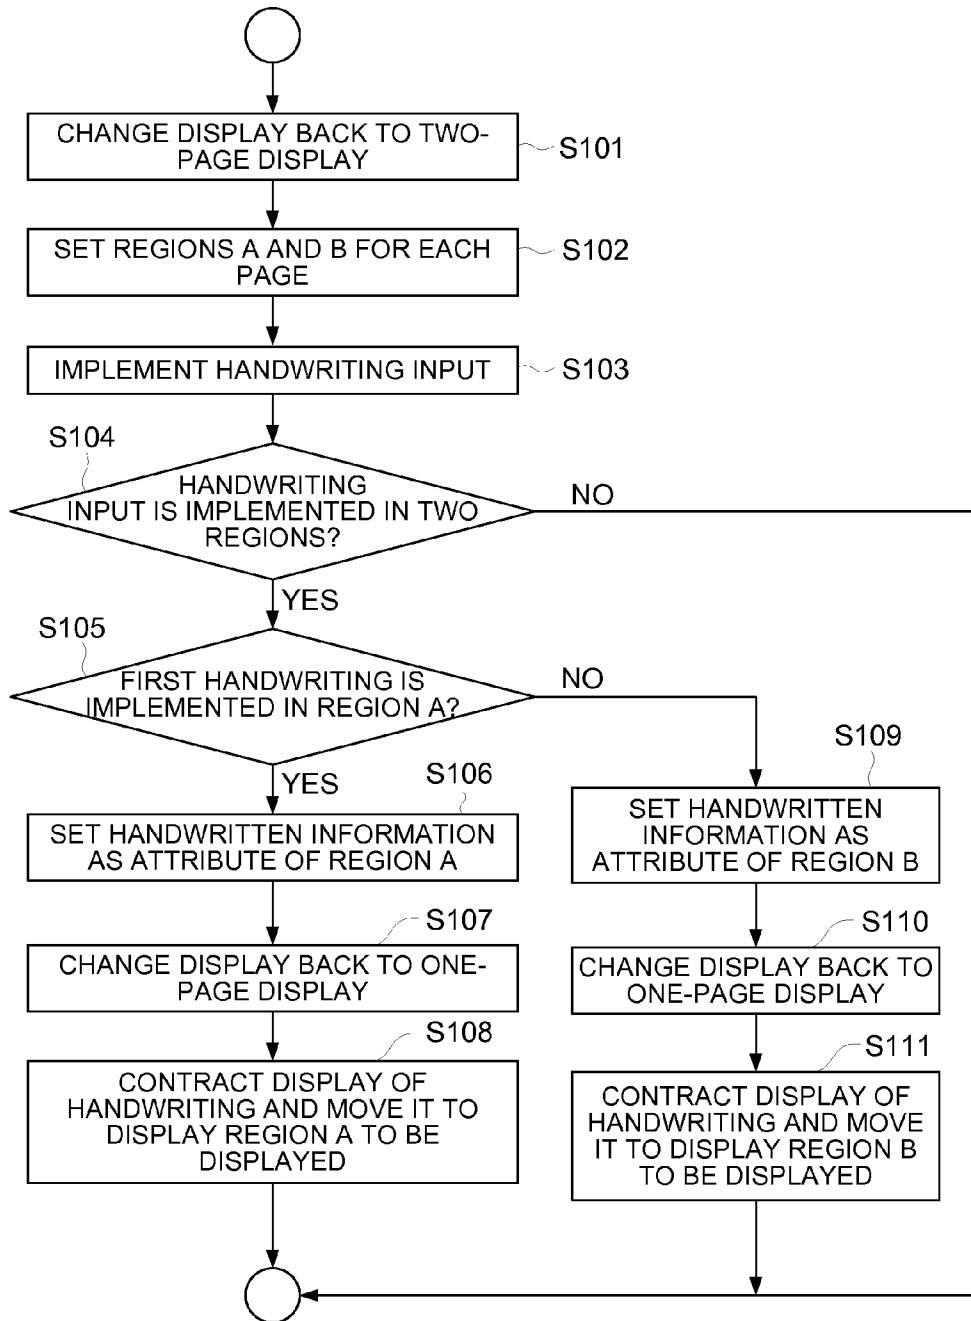 CHANGE DISPLAY BACK TO TWO-
PAGE DISPLAY
S101
SET REGIONS A AND B FOR EACH
PAGE
S102
IMPLEMENT HANDWRITING INPUT
S103
S104
HANDWRITING
INPUT IS IMPLEMENTED IN TWO
REGIONS?
NO
YES
S105
FIRST HANDWRITING IS
IMPLEMENTED IN REGION A?
NO
YES
S106
SET HANDWRITTEN INFORMATION
AS ATTRIBUTE OF REGION A
S107
CHANGE DISPLAY BACK TO ONE-
PAGE DISPLAY
S108
CONTRACT DISPLAY OF
HANDWRITING AND MOVE IT TO
DISPLAY REGION A TO BE
DISPLAYED
S109
SET HANDWRITTEN
INFORMATION AS
ATTRIBUTE OF REGION B
S110
CHANGE DISPLAY BACK TO
ONE-PAGE DISPLAY
S111
CONTRACT DISPLAY OF
HANDWRITING AND MOVE
IT TO DISPLAY REGION B
TO BE DISPLAYED